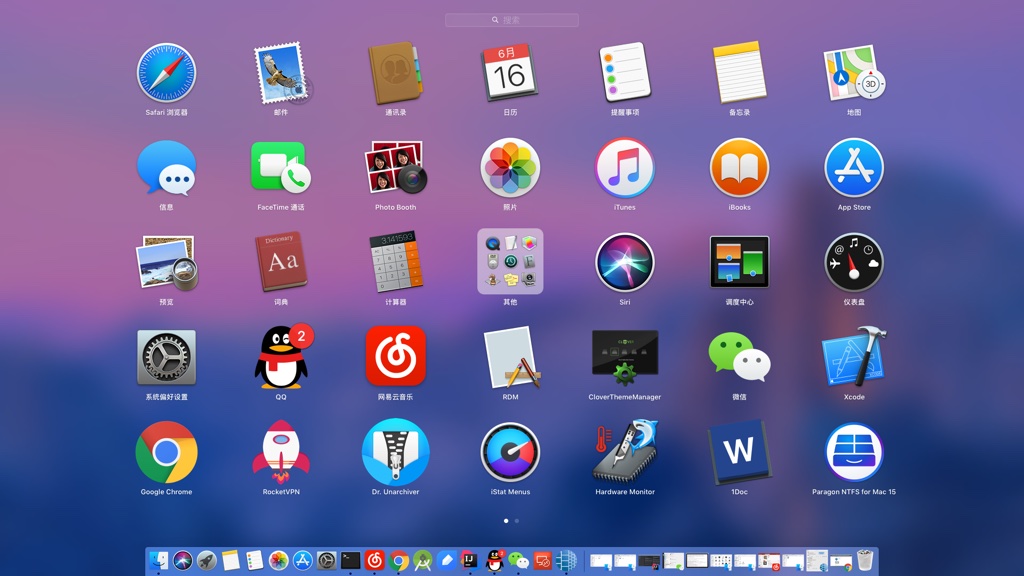 搜索
6月
16
3D
Safari 浏览器
邮件
通讯录
日历
提醒事项
备忘录
地图
信息
FaceTime 通话
Photo Booth
照片
iTunes
iBooks
App Store
Dictionary
Aa
3.141593
预览
词典
计算器
其他
Siri
调度中心
仪表盘
2
系统偏好设置
QQ
网易云音乐
RDM
CloverThemeManager
微信
Xcode
W
Google Chrome
RocketVPN
Dr. Unarchiver
iStat Menus
Hardware Monitor
1Doc
Paragon NTFS for Mac 15